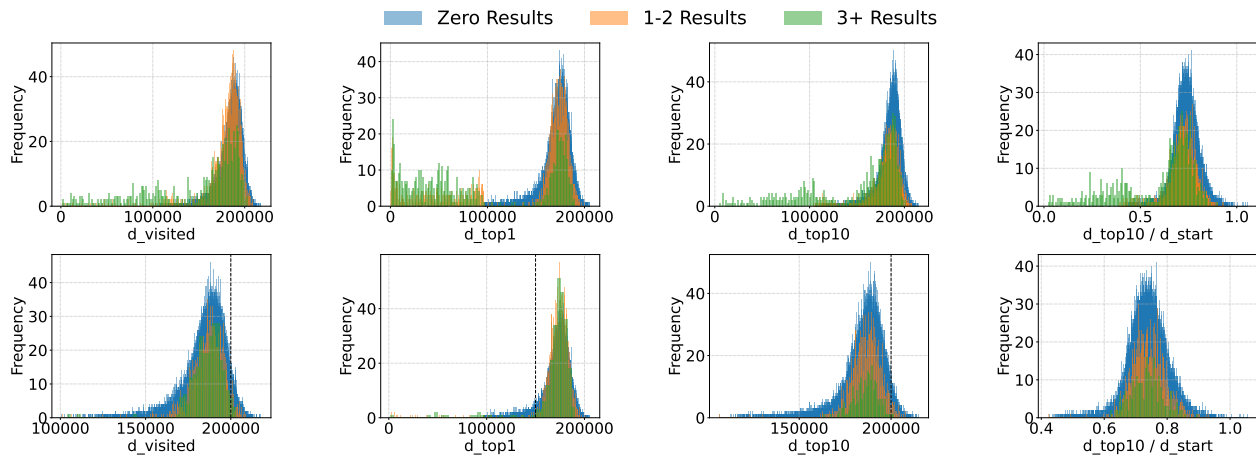 Zero Results 1-2 Results 3+ Results
Frequency
40
20
0
0 100000 200000
d_visited
Frequency
40
30
20
10
0
0 100000 200000
d_top1
Frequency
40
20
0
0 100000 200000
d_top10
Frequency
40
30
20
10
0
0.0 0.5 1.0
d_top10 / d_start
Frequency
40
30
20
10
0
100000 150000 200000
d_visited
Frequency
40
20
0
0 100000 200000
d_top1
Frequency
40
20
0
150000 200000
d_top10
Frequency
40
30
20
10
0
0.4 0.6 0.8 1.0
d_top10 / d_start